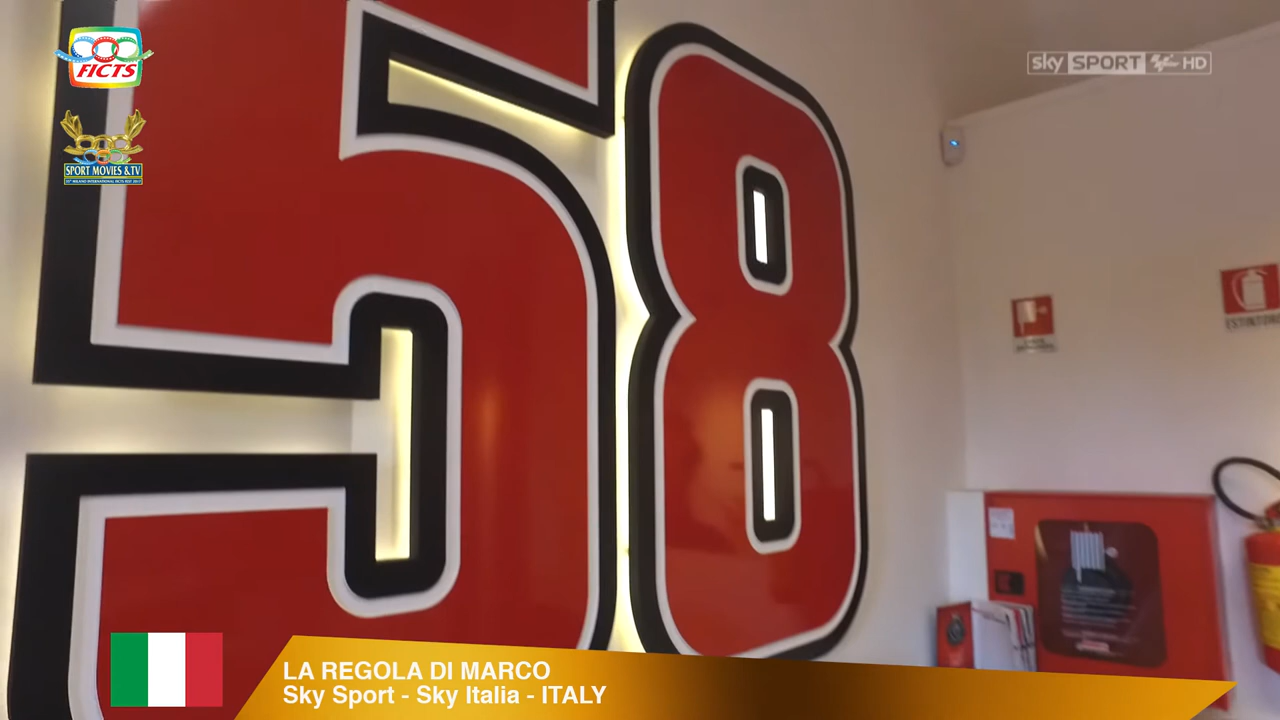 FICTS
SPORT MOVIES & TV
sky SPORT HD
58
ESTINTORE
LA REGOLA DI MARCO
Sky Sport - Sky Italia - ITALY